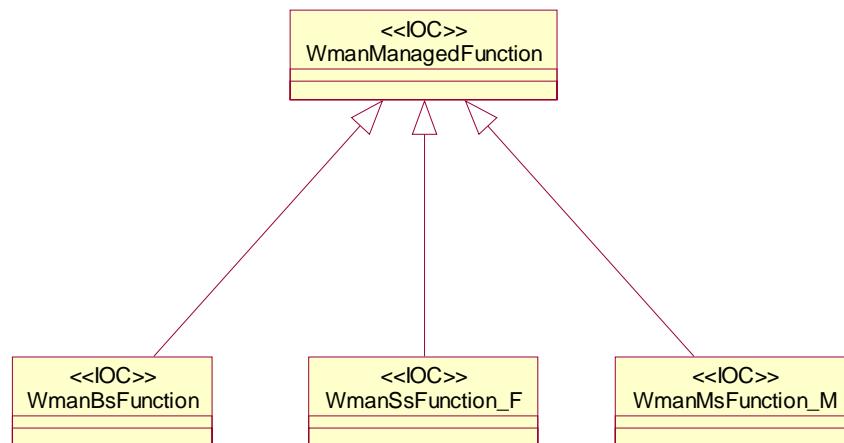 <<IOC>>
WmanManagedFunction
<<IOC>>
WmanBsFunction
<<IOC>>
WmanSsFunction_F
<<IOC>>
WmanMsFunction_M